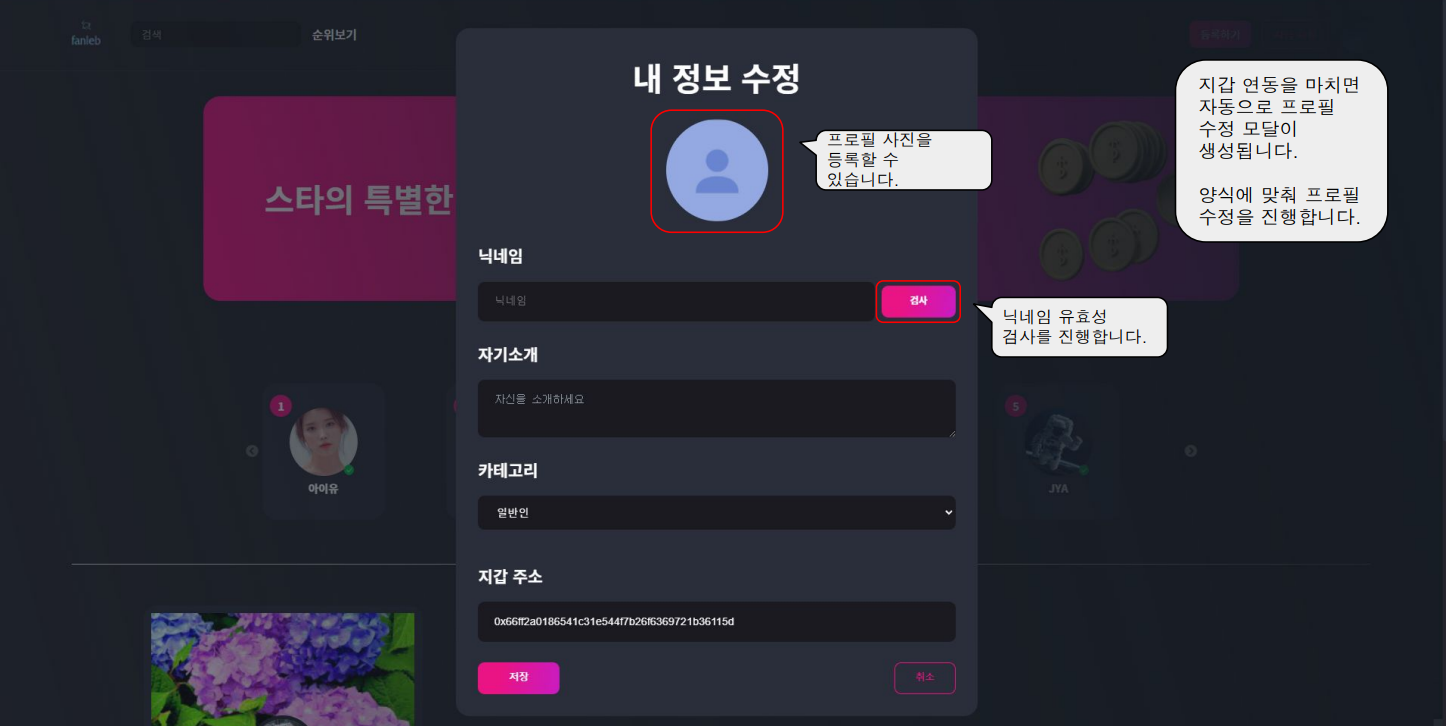 fanleb
검색
순위보기
내 정보 수정
지갑 연동을 마치면
자동으로 프로필
수정 모달이
생성됩니다.
양식에 맞춰 프로필
수정을 진행합니다.
프로필 사진을
등록할 수
있습니다.
스타의 특별한
닉네임
닉네임
검사
닉네임 유효성
검사를 진행합니다.
자기소개
자신을 소개하세요
1
아이유
5
JYA
카테고리
일반인
지갑 주소
0x66ff2a0186541c31e544f7b26f6369721b36115d
저장
취소